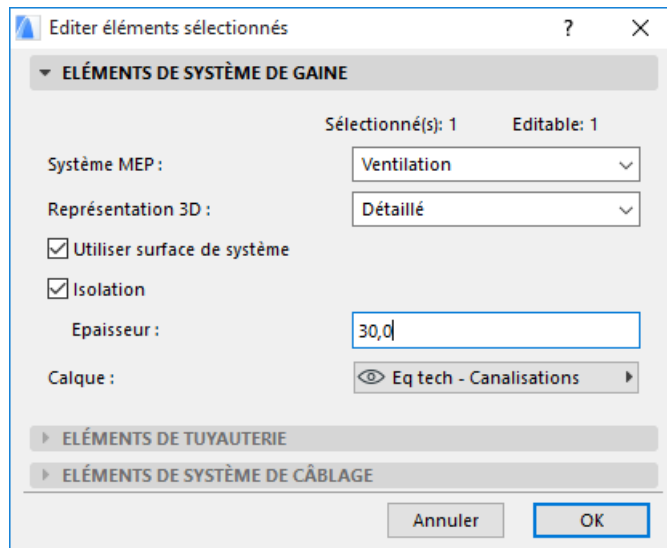 Editer éléments sélectionnés
ELÉMENTS DE SYSTÈME DE GAINE
Sélectionné(s): 1 Editable: 1
Système MEP : Ventilation
Représentation 3D : Détaillé
Utiliser surface de système
Isolation
Epaisseur : 30,0
Calque : Eq tech - Canalisations
ELÉMENTS DE TUYAUTERIE
ELÉMENTS DE SYSTÈME DE CÂBLAGE
Annuler OK